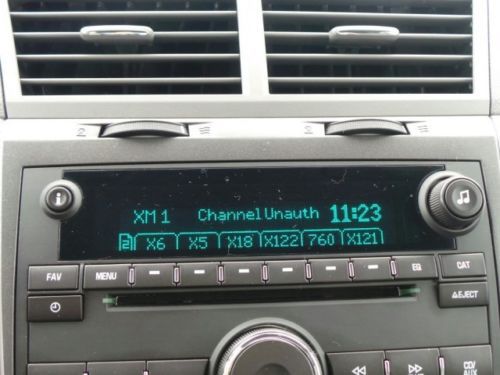 XM 1 Channel Unauth 11:23
2 X6 X5 X18 X122 760 X121
FAV MENU EQ CAT
EJECT
CD/
AUX